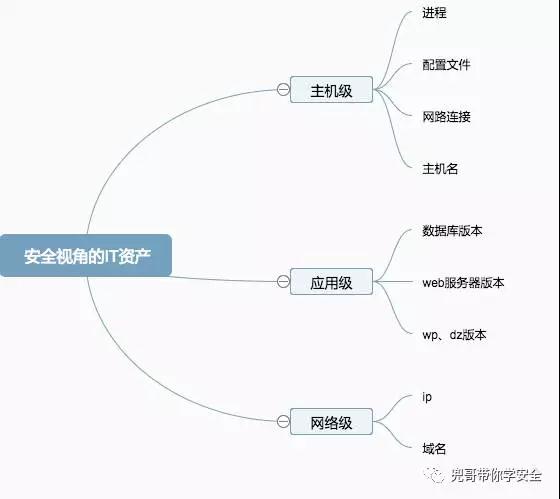 安全视角的IT资产
主机级
进程
配置文件
网路连接
主机名
应用级
数据库版本
web服务器版本
wp、dz版本
网络级
ip
域名
兜哥带你学安全